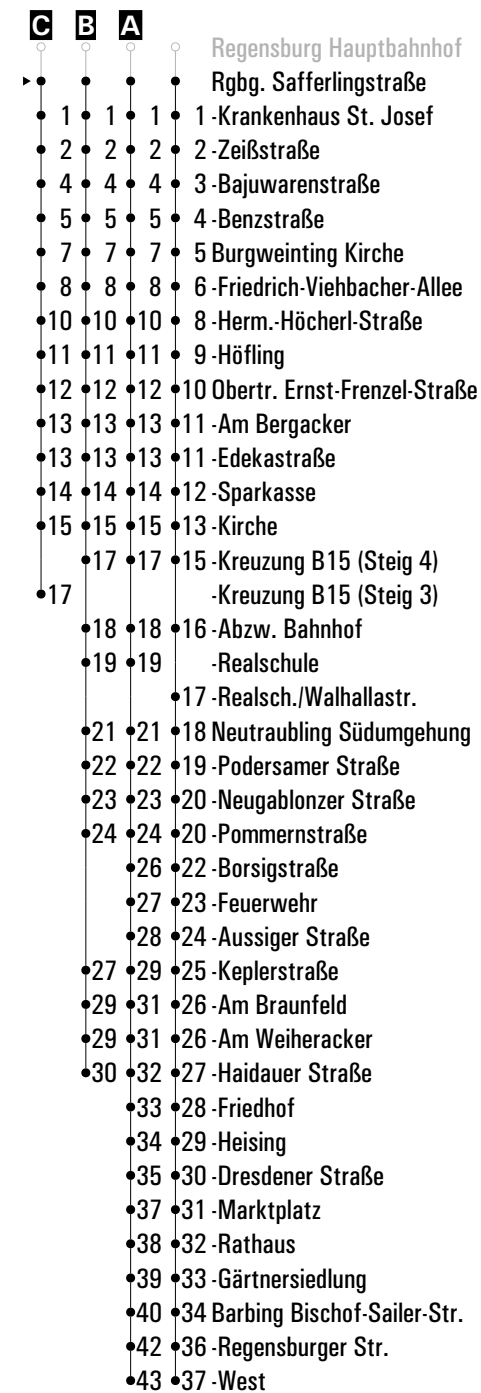 C B A
Regensburg Hauptbahnhof
Rgbg. Safferlingstraße
1 1 1 1 -Krankenhaus St. Josef
2 2 2 2 -Zeißstraße
4 4 4 3 -Bajuwarenstraße
5 5 5 4 -Benzstraße
7 7 7 5 Burgweinting Kirche
8 8 8 6 -Friedrich-Viehbacher-Allee
10 10 10 8 -Herm.-Höcherl-Straße
11 11 11 9 -Höfling
12 12 12 10 Obertr. Ernst-Frenzel-Straße
13 13 13 11 -Am Bergacker
13 13 13 11 -Edekastraße
14 14 14 12 -Sparkasse
15 15 15 13 -Kirche
17 17 15 -Kreuzung B15 (Steig 4)
17 -Kreuzung B15 (Steig 3)
18 18 16 -Abzw. Bahnhof
19 19 -Realschule
17 -Realsch./Walhallastr.
21 21 18 Neutraubling Südumgehung
22 22 19 -Podersamer Straße
23 23 20 -Neugablonzer Straße
24 24 20 -Pommernstraße
26 22 -Borsigstraße
27 23 -Feuerwehr
28 24 -Aussiger Straße
27 29 25 -Keplerstraße
29 31 26 -Am Braunfeld
29 31 26 -Am Weiheracker
30 32 27 -Haidauer Straße
33 28 -Friedhof
34 29 -Heising
35 30 -Dresdener Straße
37 31 -Marktplatz
38 32 -Rathaus
39 33 -Gärtnersiedlung
40 34 Barbing Bischof-Sailer-Str.
42 36 -Regensburger Str.
43 37 -West